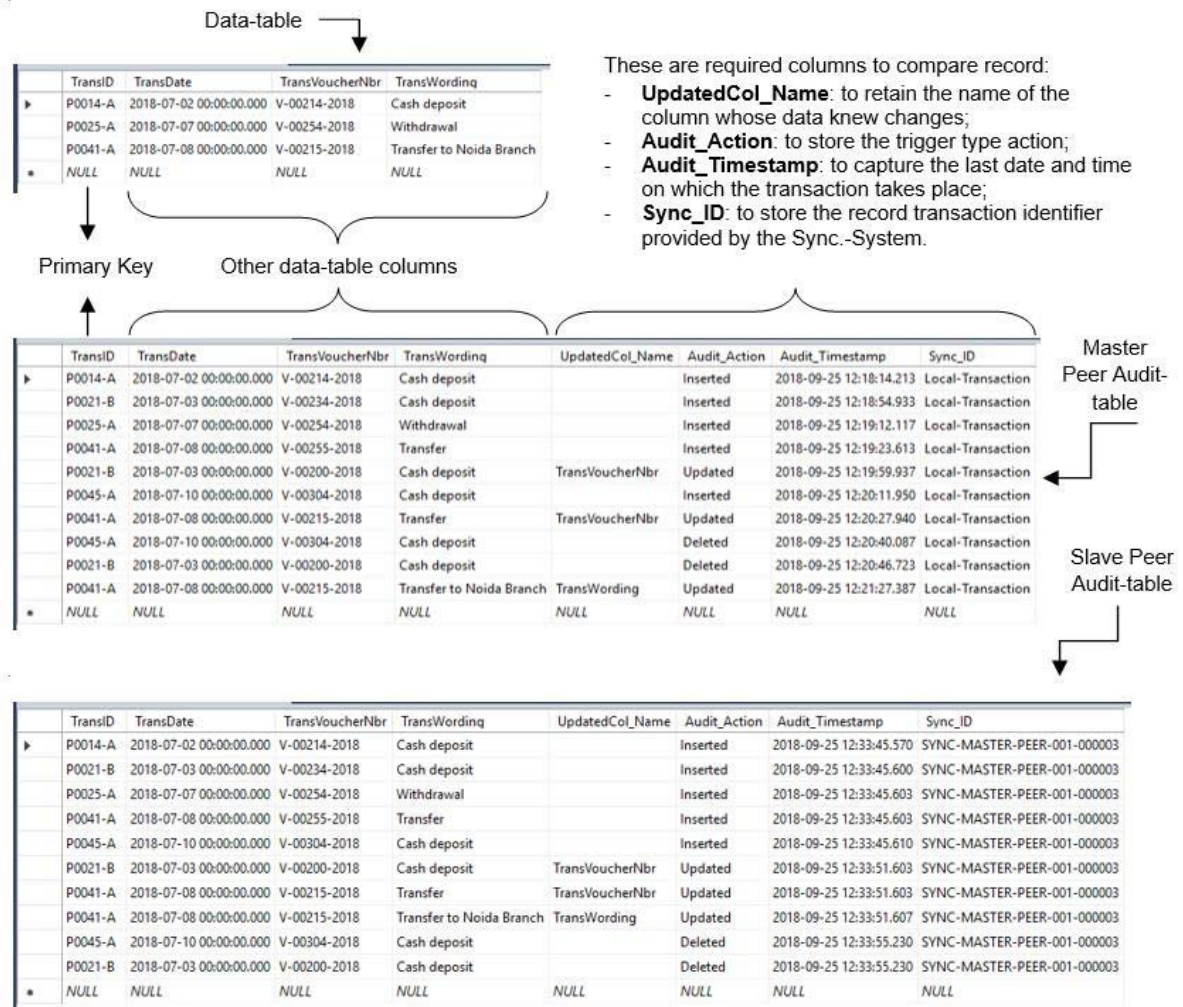 Data-table
TransID TransDate TransVoucherNbr TransWording
P0014-A 2018-07-02 00:00:00.000 V-00214-2018 Cash deposit
P0025-A 2018-07-07 00:00:00.000 V-00254-2018 Withdrawal
P0041-A 2018-07-08 00:00:00.000 V-00215-2018 Transfer to Noida Branch
NULL NULL NULL NULL
These are required columns to compare record:
- UpdatedCol_Name: to retain the name of the
column whose data knew changes;
- Audit_Action: to store the trigger type action;
- Audit_Timestamp: to capture the last date and time
on which the transaction takes place;
- Sync_ID: to store the record transaction identifier
provided by the Sync.-System.
Primary Key
Other data-table columns
TransID TransDate TransVoucherNbr TransWording UpdatedCol_Name Audit_Action Audit_Timestamp Sync_ID
P0014-A 2018-07-02 00:00:00.000 V-00214-2018 Cash deposit Inserted 2018-09-25 12:18:14.213 Local-Transaction
P0021-B 2018-07-03 00:00:00.000 V-00234-2018 Cash deposit Inserted 2018-09-25 12:18:54.933 Local-Transaction
P0025-A 2018-07-07 00:00:00.000 V-00254-2018 Withdrawal Inserted 2018-09-25 12:19:12.117 Local-Transaction
P0041-A 2018-07-08 00:00:00.000 V-00255-2018 Transfer Inserted 2018-09-25 12:19:23.613 Local-Transaction
P0021-B 2018-07-03 00:00:00.000 V-00200-2018 Cash deposit TransVoucherNbr Updated 2018-09-25 12:19:59.937 Local-Transaction
P0045-A 2018-07-10 00:00:00.000 V-00304-2018 Cash deposit Inserted 2018-09-25 12:20:11.950 Local-Transaction
P0041-A 2018-07-08 00:00:00.000 V-00215-2018 Transfer TransVoucherNbr Updated 2018-09-25 12:20:27.940 Local-Transaction
P0045-A 2018-07-10 00:00:00.000 V-00304-2018 Cash deposit Deleted 2018-09-25 12:20:40.087 Local-Transaction
P0021-B 2018-07-03 00:00:00.000 V-00200-2018 Cash deposit Deleted 2018-09-25 12:20:46.723 Local-Transaction
P0041-A 2018-07-08 00:00:00.000 V-00215-2018 Transfer to Noida Branch TransWording Updated 2018-09-25 12:21:27.387 Local-Transaction
NULL NULL NULL NULL NULL NULL NULL NULL
Master
Peer Audit-
table
Slave Peer
Audit-table
TransID TransDate TransVoucherNbr TransWording UpdatedCol_Name Audit_Action Audit_Timestamp Sync_ID
P0014-A 2018-07-02 00:00:00.000 V-00214-2018 Cash deposit Inserted 2018-09-25 12:33:45.570 SYNC-MASTER-PEER-001-000003
P0021-B 2018-07-03 00:00:00.000 V-00234-2018 Cash deposit Inserted 2018-09-25 12:33:45.600 SYNC-MASTER-PEER-001-000003
P0025-A 2018-07-07 00:00:00.000 V-00254-2018 Withdrawal Inserted 2018-09-25 12:33:45.603 SYNC-MASTER-PEER-001-000003
P0041-A 2018-07-08 00:00:00.000 V-00255-2018 Transfer Inserted 2018-09-25 12:33:45.603 SYNC-MASTER-PEER-001-000003
P0045-A 2018-07-10 00:00:00.000 V-00304-2018 Cash deposit Inserted 2018-09-25 12:33:45.610 SYNC-MASTER-PEER-001-000003
P0021-B 2018-07-03 00:00:00.000 V-00200-2018 Cash deposit TransVoucherNbr Updated 2018-09-25 12:33:51.603 SYNC-MASTER-PEER-001-000003
P0041-A 2018-07-08 00:00:00.000 V-00215-2018 Transfer TransVoucherNbr Updated 2018-09-25 12:33:51.603 SYNC-MASTER-PEER-001-000003
P0041-A 2018-07-08 00:00:00.000 V-00215-2018 Transfer to Noida Branch TransWording Updated 2018-09-25 12:33:51.607 SYNC-MASTER-PEER-001-000003
P0045-A 2018-07-10 00:00:00.000 V-00304-2018 Cash deposit Deleted 2018-09-25 12:33:55.230 SYNC-MASTER-PEER-001-000003
P0021-B 2018-07-03 00:00:00.000 V-00200-2018 Cash deposit Deleted 2018-09-25 12:33:55.230 SYNC-MASTER-PEER-001-000003
NULL NULL NULL NULL NULL NULL NULL NULL